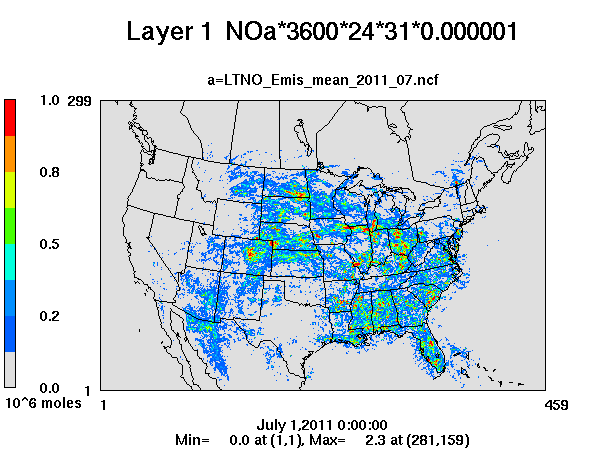 Layer 1 NOa*3600*24*31*0.000001
a=LTNO_Emis_mean_2011_07.ncf
1.0
299
0.8
0.5
0.2
0.0
1
10^6 moles
1
459
July 1,2011 0:00:00
Min= 0.0 at (1,1), Max= 2.3 at (281,159)